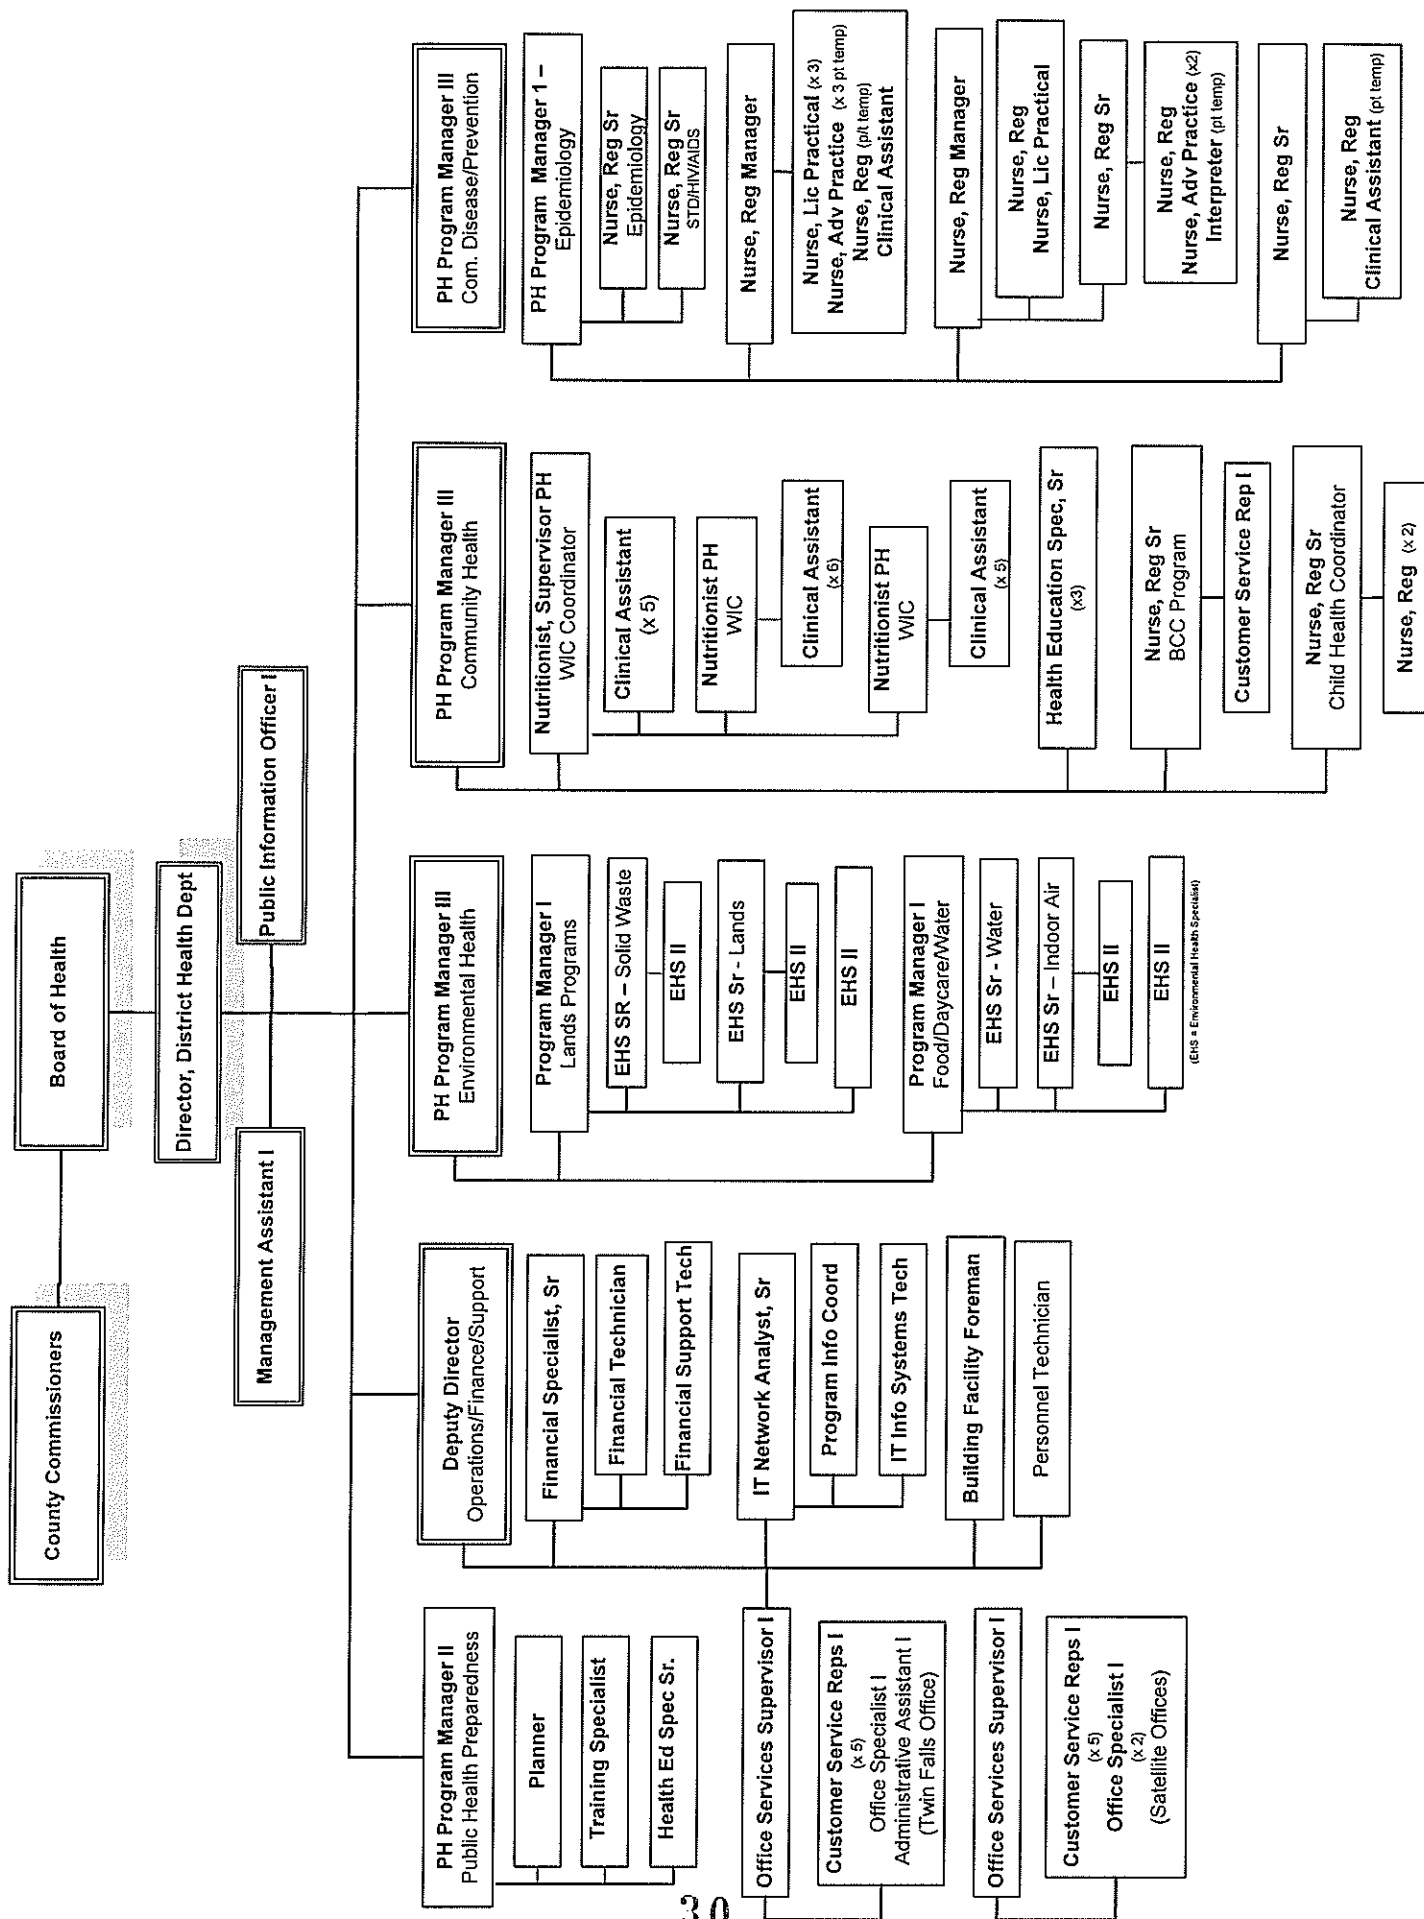 County Commissioners
Board of Health
Director, District Health Dept
Management Assistant I
Public Information Officer I
PH Program Manager II
Public Health Preparedness
Planner
Training Specialist
Health Ed Spec Sr.
Office Services Supervisor I
Customer Service Reps I
(x 5)
Office Specialist I
Administrative Assistant I
(Twin Falls Office)
Office Services Supervisor I
Customer Service Reps I
(x 5)
Office Specialist I
(x 2)
(Satellite Offices)
Deputy Director
Operations/Finance/Support
Financial Specialist, Sr
Financial Technician
Financial Support Tech
IT Network Analyst, Sr
Program Info Coord
IT Info Systems Tech
Building Facility Foreman
Personnel Technician
PH Program Manager III
Environmental Health
Program Manager I
Lands Programs
EHS SR – Solid Waste
EHS II
EHS Sr - Lands
EHS II
EHS II
Program Manager I
Food/Daycare/Water
EHS Sr - Water
EHS Sr – Indoor Air
EHS II
EHS II
(EHS = Environmental Health Specialist)
PH Program Manager III
Community Health
Nutritionist, Supervisor PH
WIC Coordinator
Clinical Assistant
(x 5)
Nutritionist PH
WIC
Clinical Assistant
(x 6)
Nutritionist PH
WIC
Clinical Assistant
(x 5)
Health Education Spec, Sr
(x3)
Nurse, Reg Sr
BCC Program
Customer Service Rep I
Nurse, Reg Sr
Child Health Coordinator
Nurse, Reg (x 2)
PH Program Manager III
Com. Disease/Prevention
PH Program Manager 1 –
Epidemiology
Nurse, Reg Sr
Epidemiology
Nurse, Reg Sr
STD/HIV/AIDS
Nurse, Reg Manager
Nurse, Lic Practical (x 3)
Nurse, Adv Practice (x 3 pt temp)
Nurse, Reg (p/t temp)
Clinical Assistant
Nurse, Reg Manager
Nurse, Reg
Nurse, Lic Practical
Nurse, Reg Sr
Nurse, Reg
Nurse, Adv Practice (x2)
Interpreter (pt temp)
Nurse, Reg Sr
Nurse, Reg
Clinical Assistant (pt temp)
30